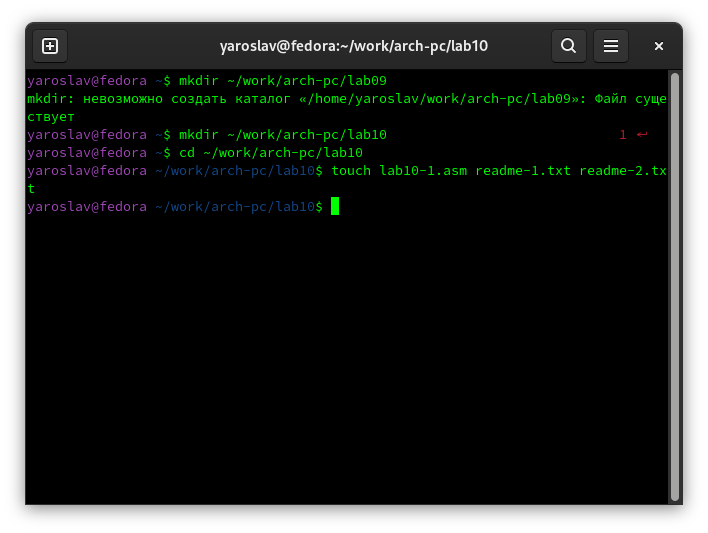 yaroslav@fedora:~/work/arch-pc/lab10
yaroslav@fedora ~$ mkdir ~/work/arch-pc/lab09
mkdir: невозможно создать каталог «/home/yaroslav/work/arch-pc/lab09»: Файл суще
ствует
yaroslav@fedora ~$ mkdir ~/work/arch-pc/lab10 1 ↵
yaroslav@fedora ~$ cd ~/work/arch-pc/lab10
yaroslav@fedora ~/work/arch-pc/lab10$ touch lab10-1.asm readme-1.txt readme-2.tx
t
yaroslav@fedora ~/work/arch-pc/lab10$